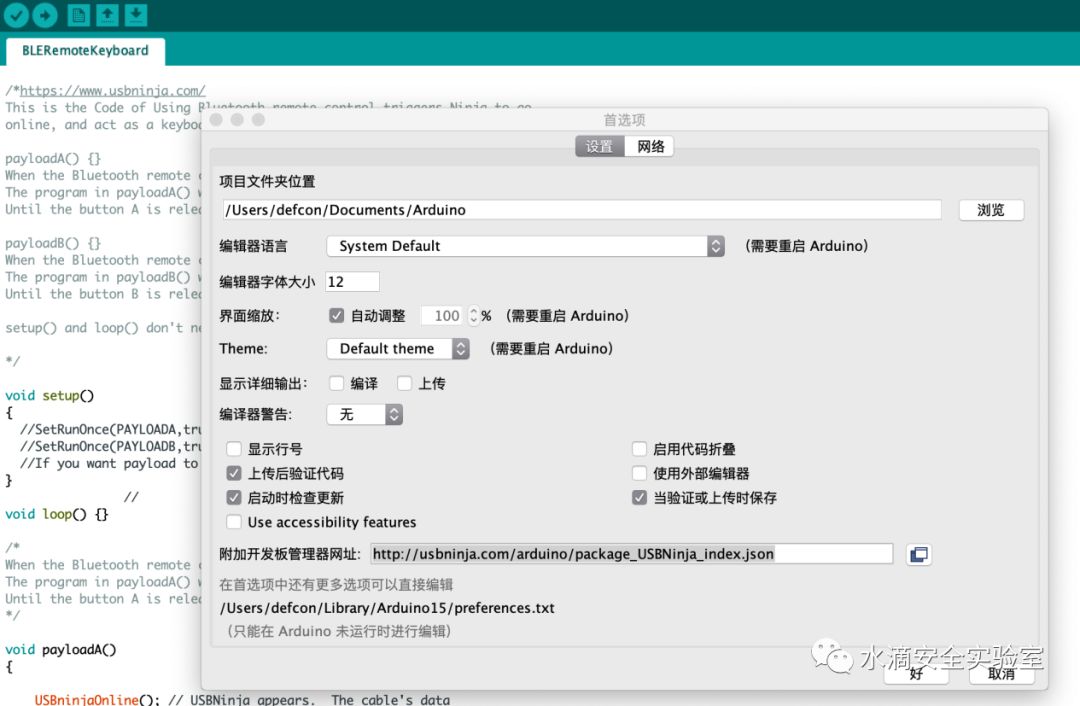 BLERemoteKeyboard
/*https://www.usbninja.com/
This is the Code of Using Bluetooth remote control triggers Ninja to go
online, and act as a keybo
payloadA() {}
When the Bluetooth remote
The program in payloadA()
Until the button A is relea
payloadB() {}
When the Bluetooth remote
The program in payloadB()
Until the button B is relea
setup() and loop() don't ne
*/
void setup()
{
//SetRunOnce(PAYLOADA,tru
//SetRunOnce(PAYLOADB,tru
//If you want payload to
}
//
void loop() {}
/*
When the Bluetooth remote
The program in payloadA()
Until the button A is relea
*/
void payloadA()
{
USBninjaOnline(); // USBNinja appears. The cable's data
首选项
设置 网络
项目文件夹位置
/Users/defcon/Documents/Arduino 浏览
编辑器语言 System Default (需要重启 Arduino)
编辑器字体大小 12
界面缩放: 自动调整 100 % (需要重启 Arduino)
Theme: Default theme (需要重启 Arduino)
显示详细输出: 编译 上传
编译器警告: 无
显示行号 启用代码折叠
上传后验证代码 使用外部编辑器
启动时检查更新 当验证或上传时保存
Use accessibility features
附加开发板管理器网址: http://usbninja.com/arduino/package_USBNinja_index.json
在首选项中还有更多选项可以直接编辑
/Users/defcon/Library/Arduino15/preferences.txt
(只能在 Arduino 未运行时进行编辑)
水滴安全实验室
好 取消